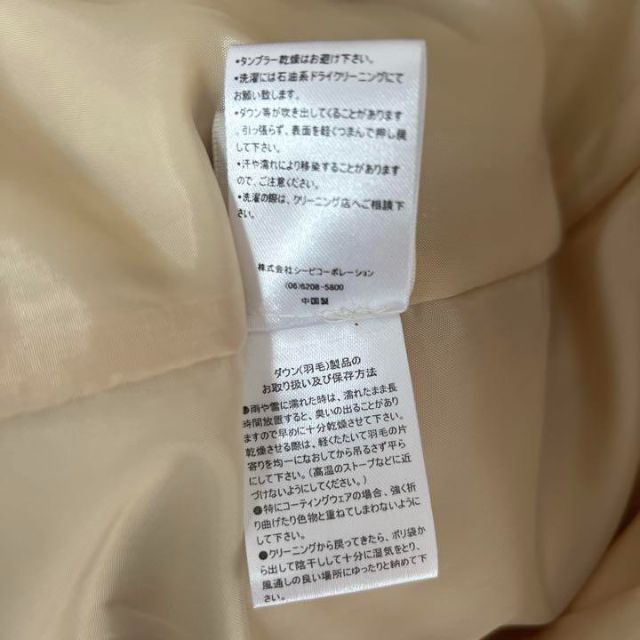 ・タンブラー乾燥はお避け下さい。
・洗濯には石油系ドライクリーニングにて
お願い致します。
・ダウン等が吹き出してくることがあります
。引っ張らず、表面を軽くつまんで押し戻
して下さい。
・汗や濡れにより移染することがあります
ので、ご注意ください。
・洗濯の際は、クリーニング店へご相談下
さい。
株式会社シービコーポレーション
(06)6208-5800
中国製
ダウン(羽毛)製品の
お取り扱い及び保存方法
●雨や雪に濡れた時は、濡れたまま長
時間放置すると、臭いの出ることがあり
ますので早めに十分乾燥させて下さい。
乾燥させる際は、軽くたたいて羽毛の片
寄りを均一になおしてから吊るさず平ら
にして下さい。(高温のストーブなどに近
づけないようにしてください。)
●特にコーティングウェアの場合、強く折
り曲げたり色物と重ねてしまわないように
して下さい。
●クリーニングから戻ってきたら、ポリ袋か
ら出して陰干しして十分に湿気をとり、
風通しの良い場所にゆったりと納めて下
さい。